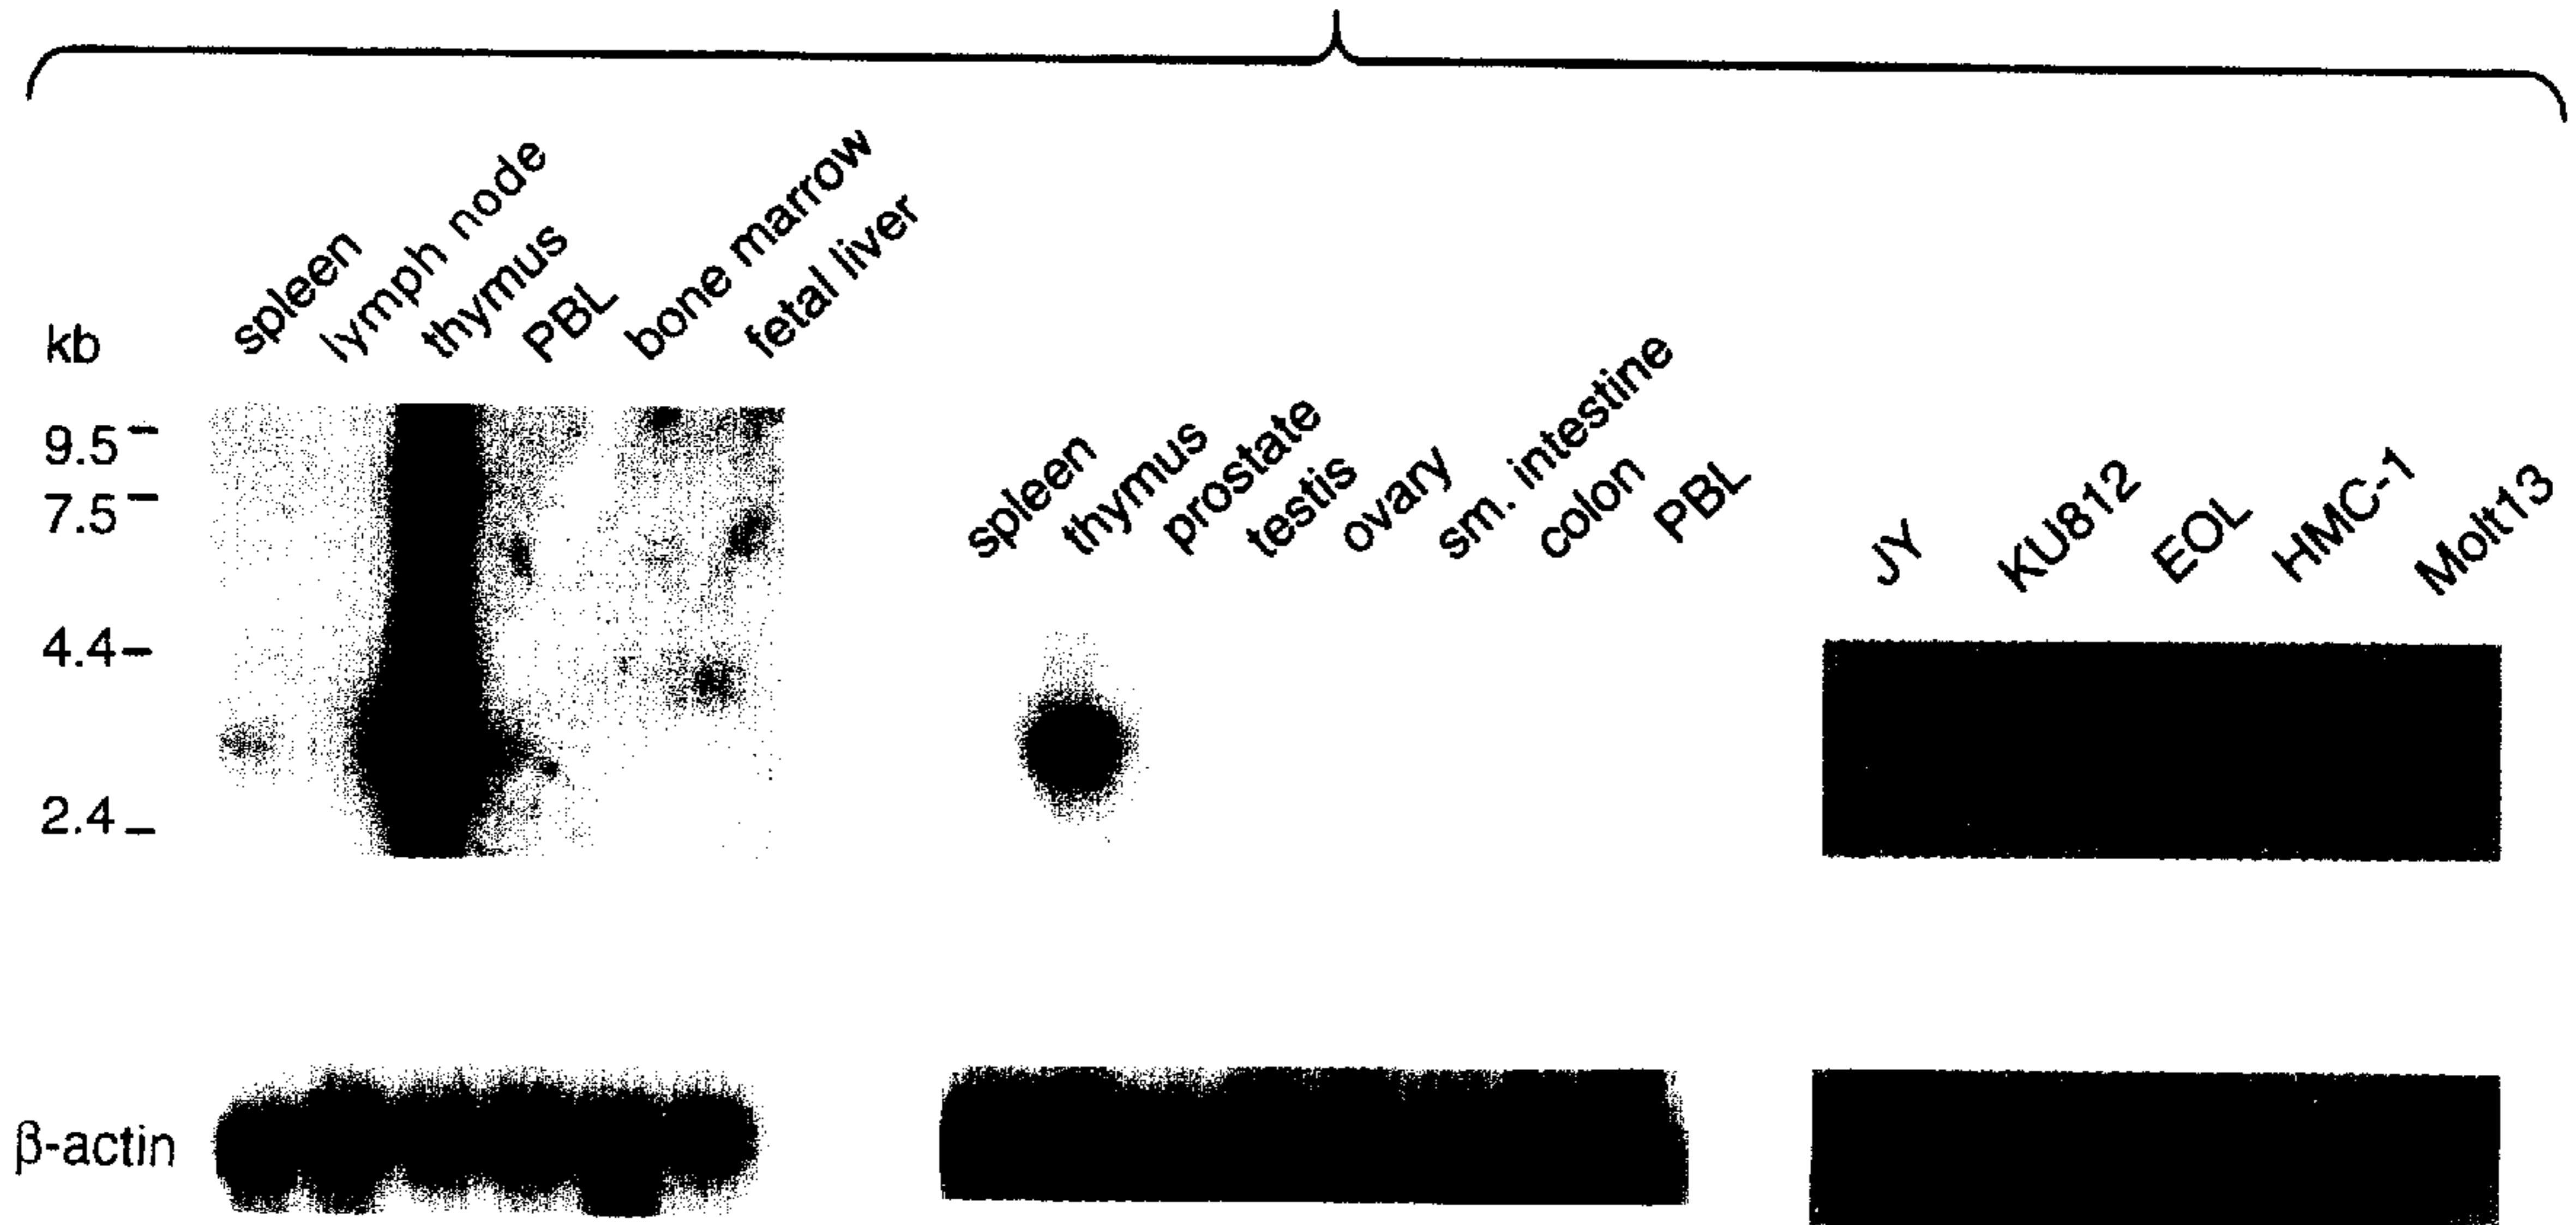 kb
spleen
lymph node
thymus
PBL
bone marrow
fetal liver
9.5
7.5
4.4
2.4
spleen
thymus
prostate
testis
ovary
sm. intestine
colon
PBL
JY
KU812
EOL
HMC-1
Molt13
β-actin